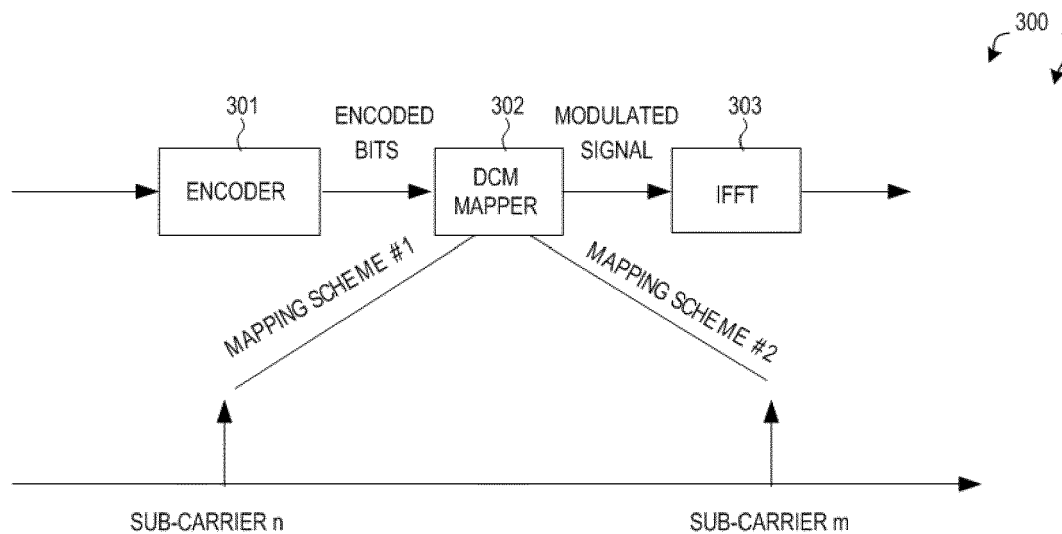 300
301
ENCODED
BITS
302
MODULATED
SIGNAL
303
ENCODER
DCM
MAPPER
IFFT
MAPPING SCHEME #1
MAPPING SCHEME #2
SUB-CARRIER n
SUB-CARRIER m